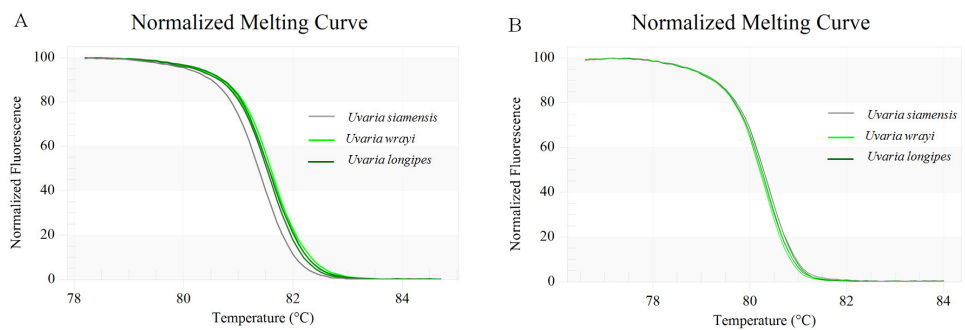 A
Normalized Melting Curve
Normalized Fluorescence
100
80
60
40
20
0
78
80
82
84
Temperature (°C)
Uvaria siamensis
Uvaria wrayi
Uvaria longipes
B
Normalized Melting Curve
Normalized Fluorescence
100
80
60
40
20
0
78
80
82
84
Temperature (°C)
Uvaria siamensis
Uvaria wrayi
Uvaria longipes